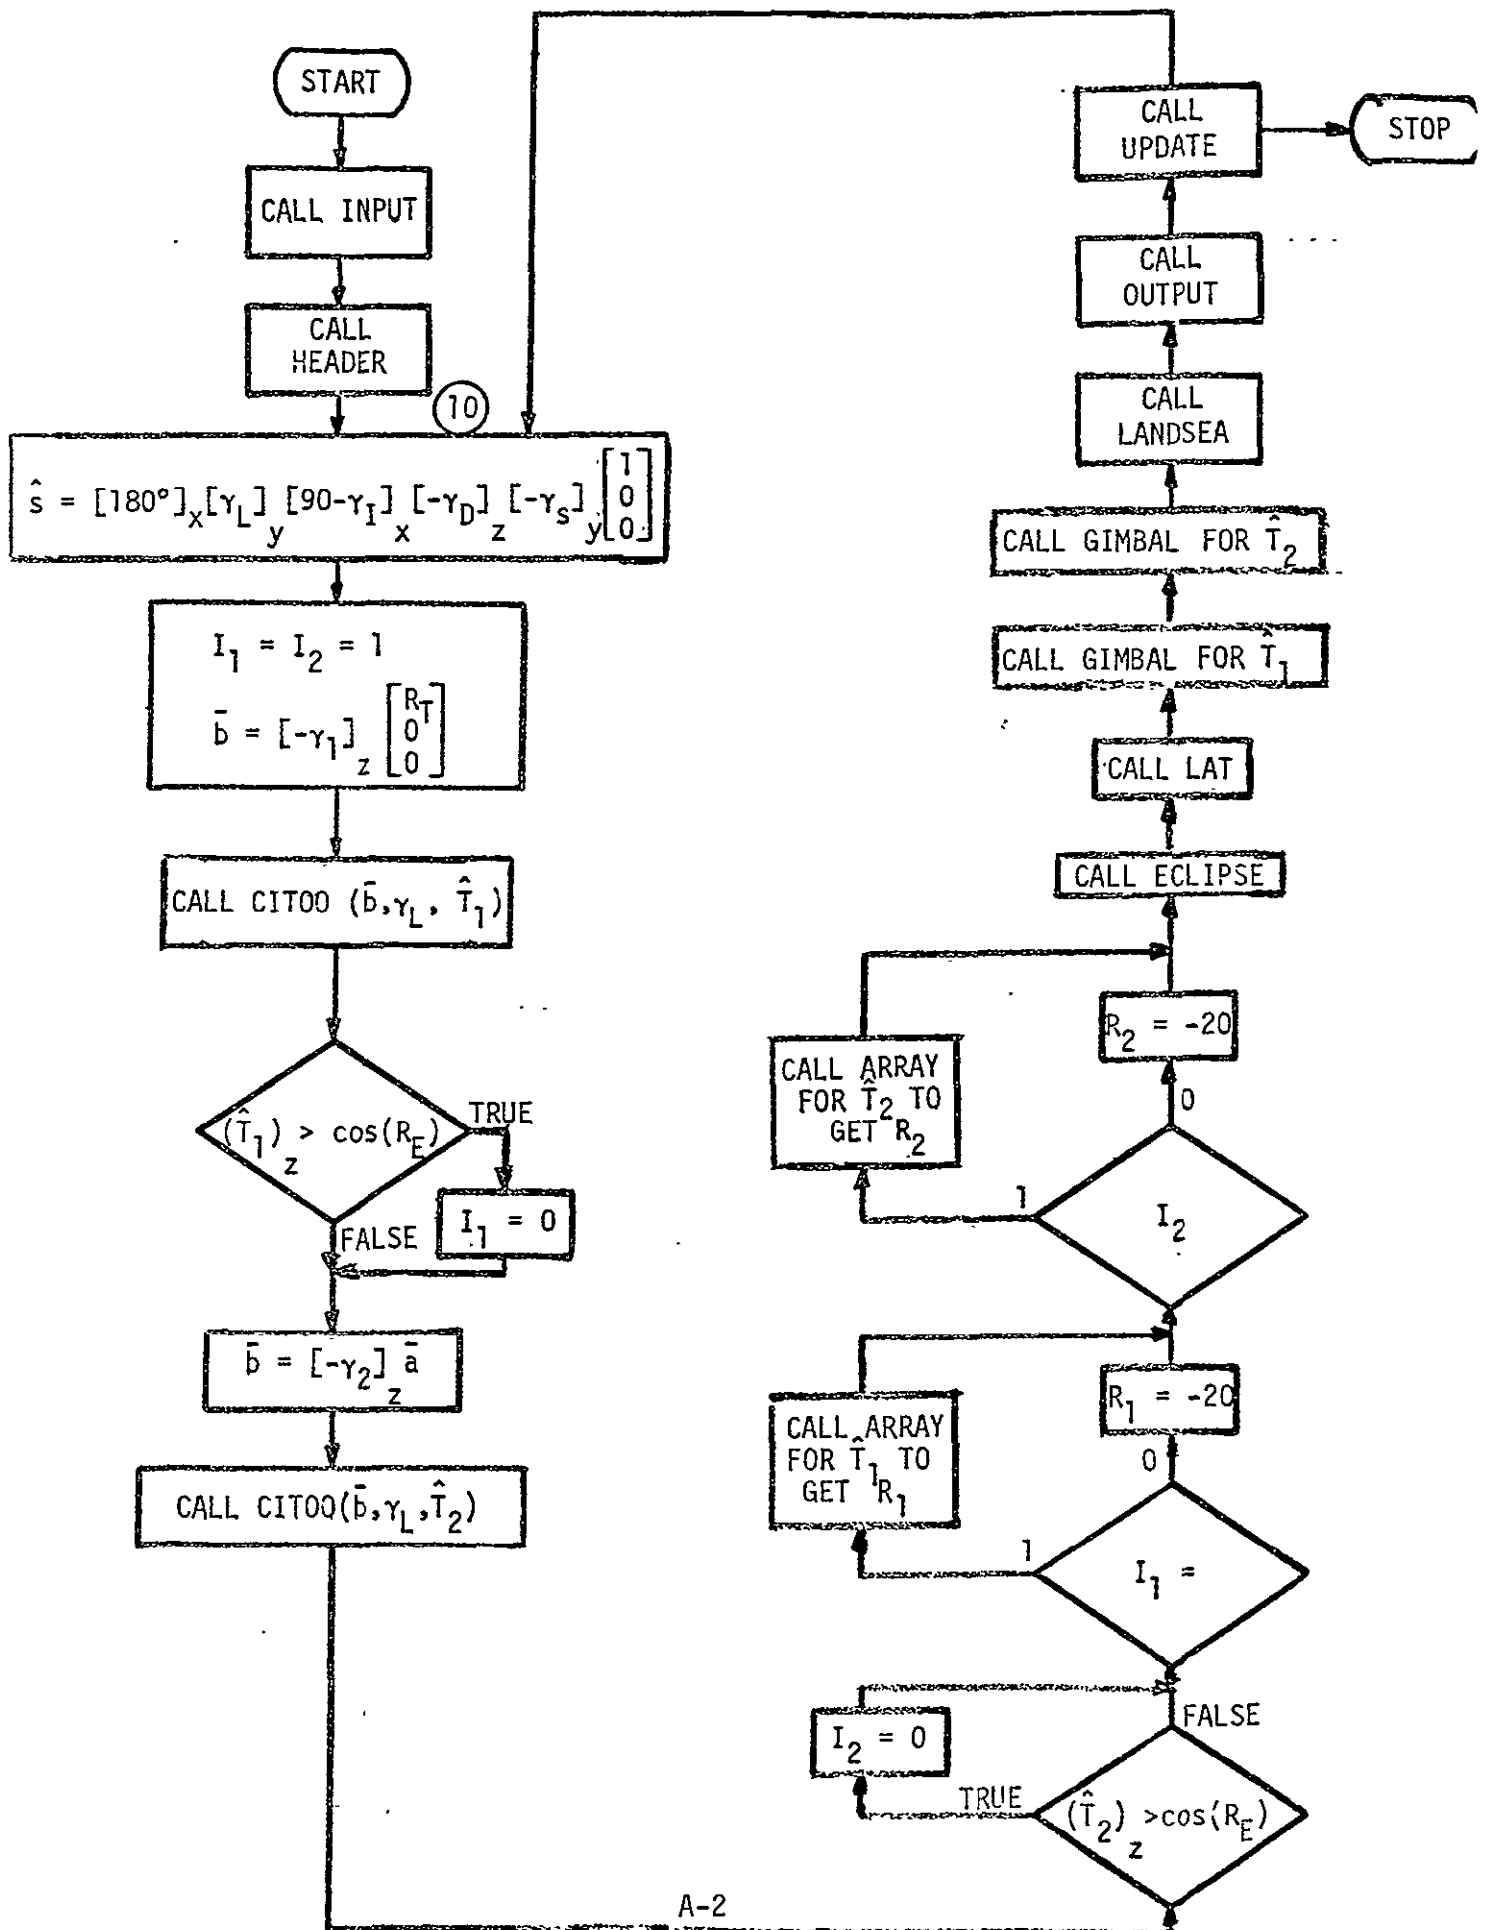 START
CALL INPUT
CALL
HEADER
10
ŝ = [180°]x [γL]y [90-γI]x [-γD]z [-γs]y [1 0 0]
I1 = I2 = 1
b̄ = [-γ1]z [RT 0 0]
CALL CITOO (b̄,γL, T̂1)
(T̂1)z > cos(RE)
TRUE
I1 = 0
FALSE
b̄ = [-γ2]z ā
CALL CITOO(b̄,γL,T̂2)
CALL
UPDATE
STOP
CALL
OUTPUT
CALL
LANDSEA
CALL GIMBAL FOR T̂2
CALL GIMBAL FOR T̂1
CALL LAT
CALL ECLIPSE
R2 = -20
CALL ARRAY
FOR T̂2 TO
GET R2
0
1
I2
R1 = -20
CALL ARRAY
FOR T̂1 TO
GET R1
0
1
I1 =
FALSE
I2 = 0
TRUE
(T̂2)z >cos(RE)
A-2